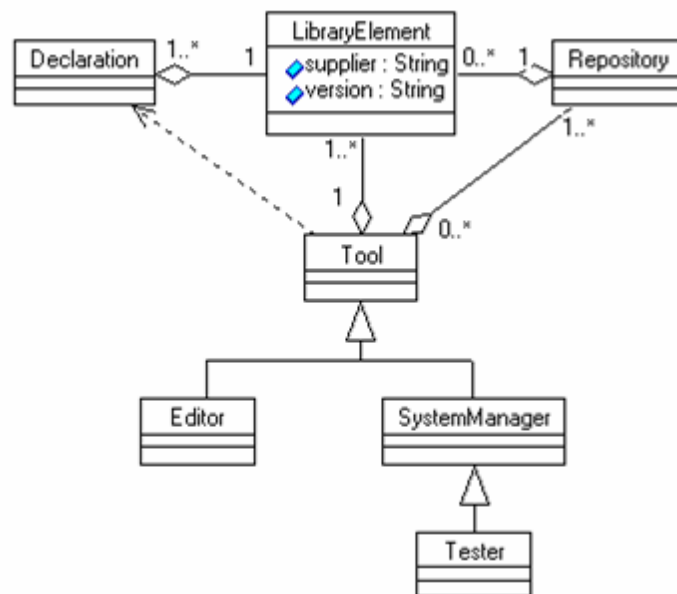 LibraryElement
supplier : String
version : String
Declaration
1..*
1
0..*
1
Repository
1..*
1..*
1
0..*
Tool
Editor
SystemManager
Tester